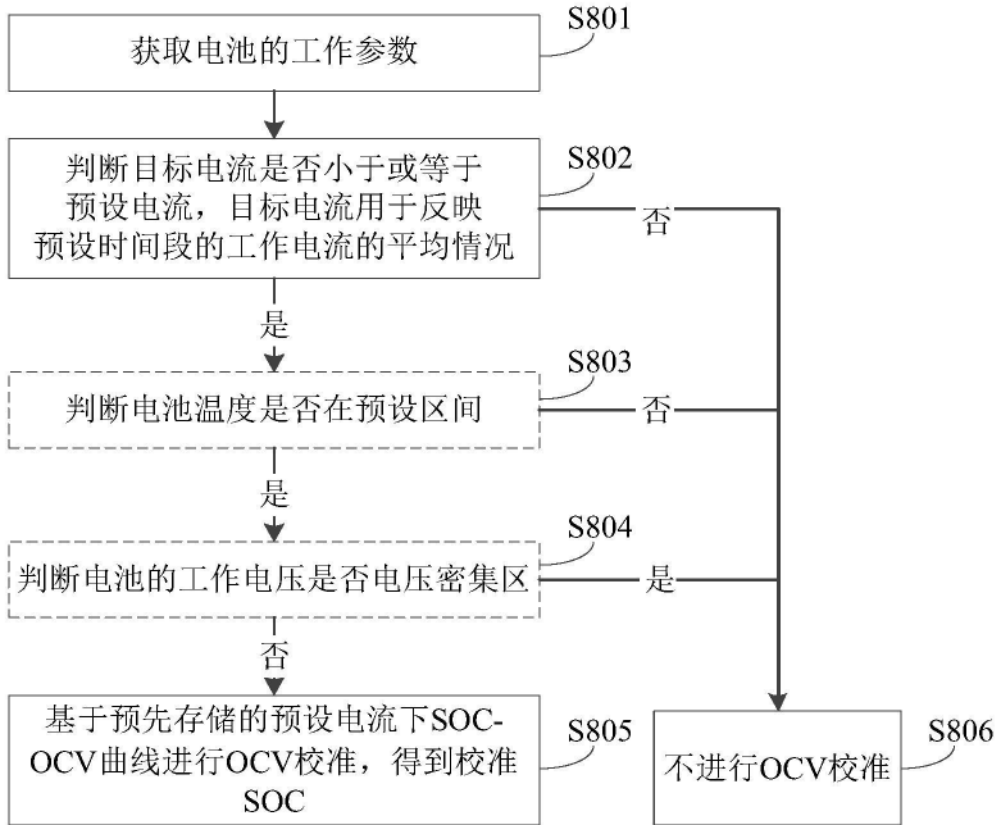 S801
获取电池的工作参数
S802
判断目标电流是否小于或等于
预设电流，目标电流用于反映
预设时间段的工作电流的平均情况
否
是
S803
判断电池温度是否在预设区间
否
是
S804
判断电池的工作电压是否电压密集区
是
否
S805
基于预先存储的预设电流下SOC-
OCV曲线进行OCV校准，得到校准
SOC
S806
不进行OCV校准